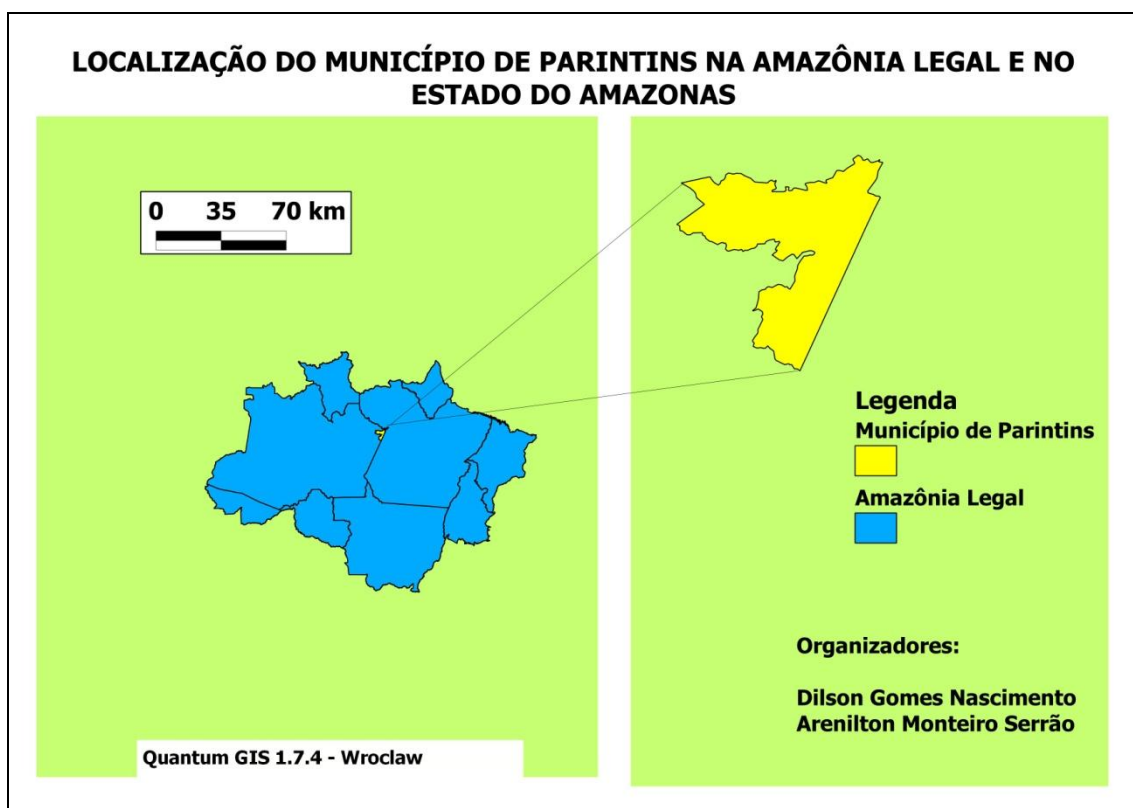 LOCALIZAÇÃO DO MUNICÍPIO DE PARINTINS NA AMAZÔNIA LEGAL E NO
ESTADO DO AMAZONAS
0 35 70 km
Legenda
Município de Parintins
Amazônia Legal
Organizadores:
Dilson Gomes Nascimento
Arenilton Monteiro Serrão
Quantum GIS 1.7.4 - Wroclaw